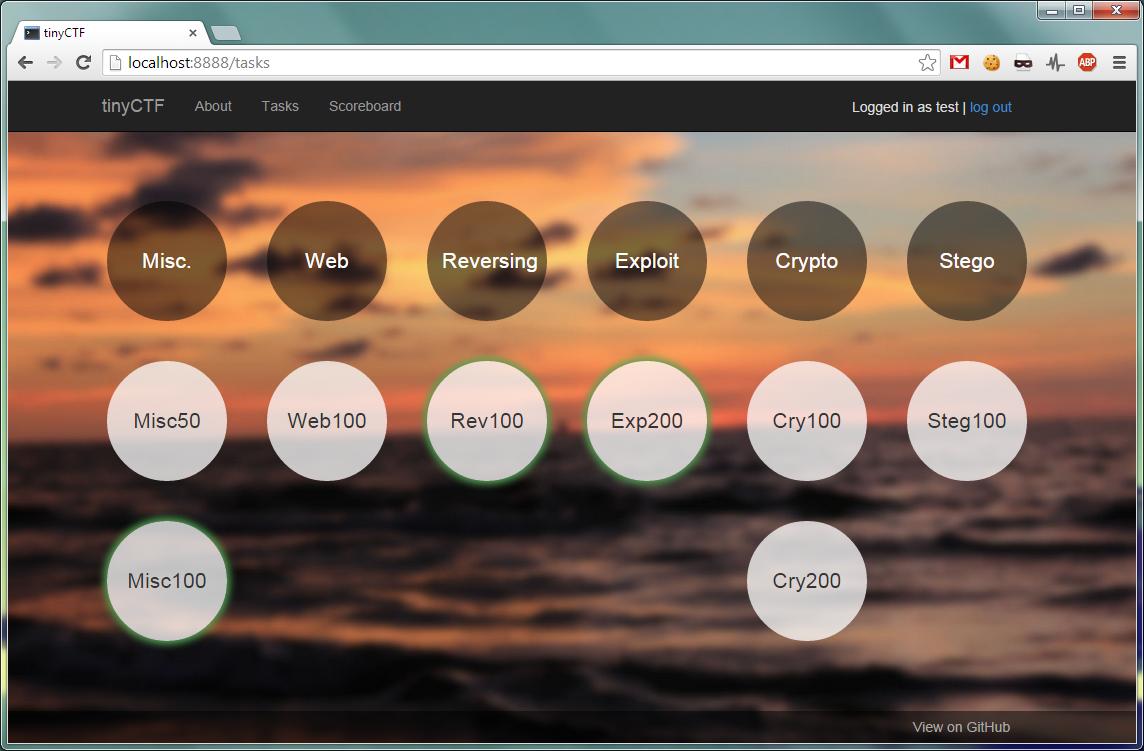 tinyCTF
localhost:8888/tasks
ABP
tinyCTF About Tasks Scoreboard Logged in as test | log out
Misc. Web Reversing Exploit Crypto Stego
Misc50 Web100 Rev100 Exp200 Cry100 Steg100
Misc100 Cry200
View on GitHub